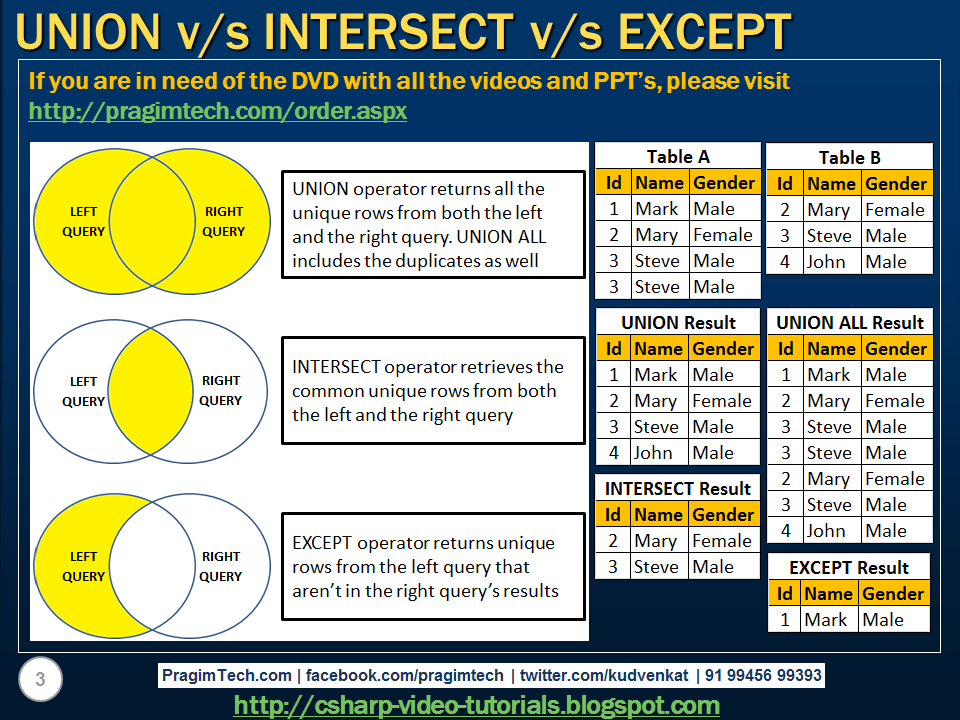 UNION v/s INTERSECT v/s EXCEPT
If you are in need of the DVD with all the videos and PPT’s, please visit
http://pragimtech.com/order.aspx
LEFT
QUERY
RIGHT
QUERY
UNION operator returns all the
unique rows from both the left
and the right query. UNION ALL
includes the duplicates as well
LEFT
QUERY
RIGHT
QUERY
INTERSECT operator retrieves the
common unique rows from both
the left and the right query
LEFT
QUERY
RIGHT
QUERY
EXCEPT operator returns unique
rows from the left query that
aren’t in the right query’s results
Table A
Id Name Gender
1 Mark Male
2 Mary Female
3 Steve Male
3 Steve Male
Table B
Id Name Gender
2 Mary Female
3 Steve Male
4 John Male
UNION Result
Id Name Gender
1 Mark Male
2 Mary Female
3 Steve Male
4 John Male
UNION ALL Result
Id Name Gender
1 Mark Male
2 Mary Female
3 Steve Male
3 Steve Male
2 Mary Female
3 Steve Male
4 John Male
INTERSECT Result
Id Name Gender
2 Mary Female
3 Steve Male
EXCEPT Result
Id Name Gender
1 Mark Male
3
PragimTech.com | facebook.com/pragimtech | twitter.com/kudvenkat | 91 99456 99393
http://csharp-video-tutorials.blogspot.com